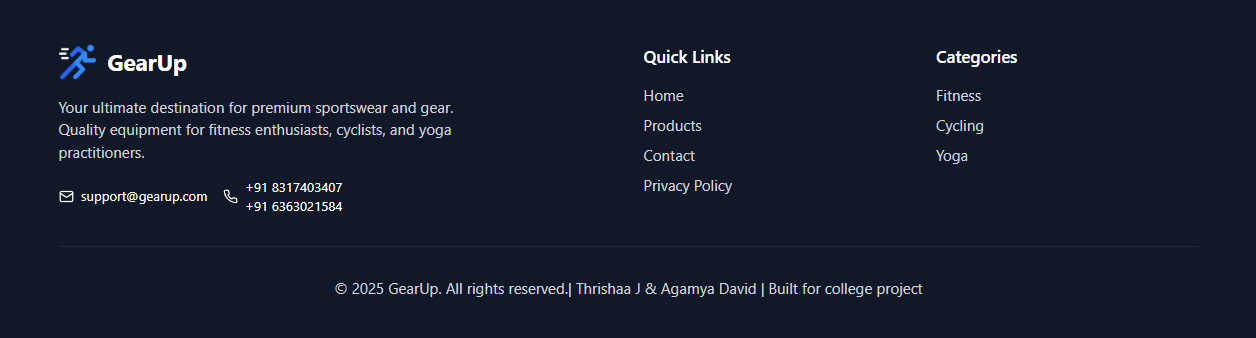 GearUp
Your ultimate destination for premium sportswear and gear.
Quality equipment for fitness enthusiasts, cyclists, and yoga
practitioners.
support@gearup.com
+91 8317403407
+91 6363021584
Quick Links
Home
Products
Contact
Privacy Policy
Categories
Fitness
Cycling
Yoga
© 2025 GearUp. All rights reserved.| Thrishaa J & Agamya David | Built for college project